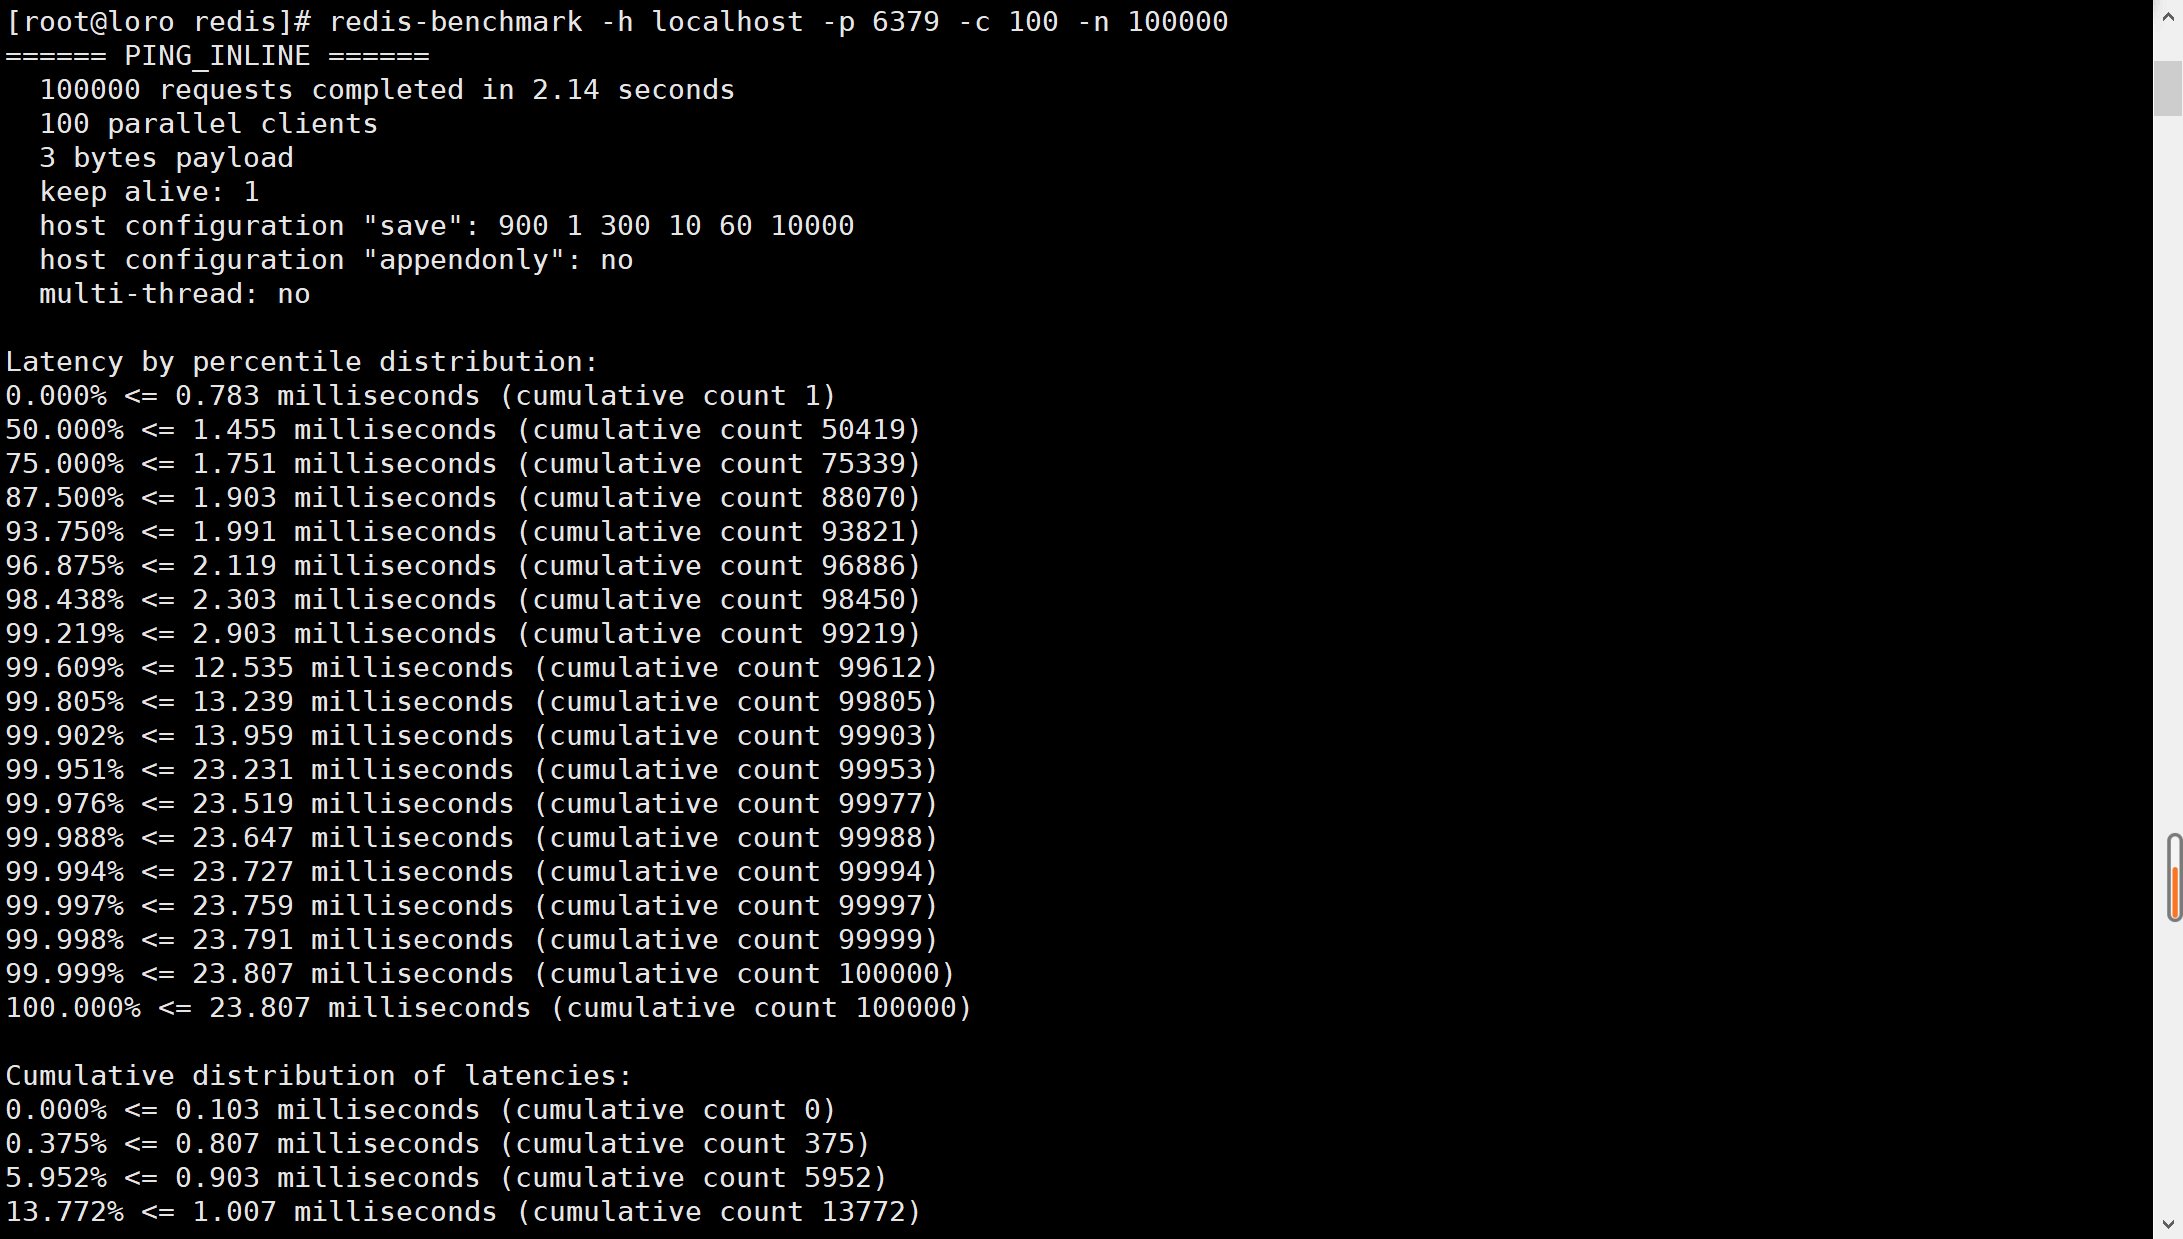 [root@loro redis]# redis-benchmark -h localhost -p 6379 -c 100 -n 100000
====== PING_INLINE ======
  100000 requests completed in 2.14 seconds
  100 parallel clients
  3 bytes payload
  keep alive: 1
  host configuration "save": 900 1 300 10 60 10000
  host configuration "appendonly": no
  multi-thread: no

Latency by percentile distribution:
0.000% <= 0.783 milliseconds (cumulative count 1)
50.000% <= 1.455 milliseconds (cumulative count 50419)
75.000% <= 1.751 milliseconds (cumulative count 75339)
87.500% <= 1.903 milliseconds (cumulative count 88070)
93.750% <= 1.991 milliseconds (cumulative count 93821)
96.875% <= 2.119 milliseconds (cumulative count 96886)
98.438% <= 2.303 milliseconds (cumulative count 98450)
99.219% <= 2.903 milliseconds (cumulative count 99219)
99.609% <= 12.535 milliseconds (cumulative count 99612)
99.805% <= 13.239 milliseconds (cumulative count 99805)
99.902% <= 13.959 milliseconds (cumulative count 99903)
99.951% <= 23.231 milliseconds (cumulative count 99953)
99.976% <= 23.519 milliseconds (cumulative count 99977)
99.988% <= 23.647 milliseconds (cumulative count 99988)
99.994% <= 23.727 milliseconds (cumulative count 99994)
99.997% <= 23.759 milliseconds (cumulative count 99997)
99.998% <= 23.791 milliseconds (cumulative count 99999)
99.999% <= 23.807 milliseconds (cumulative count 100000)
100.000% <= 23.807 milliseconds (cumulative count 100000)

Cumulative distribution of latencies:
0.000% <= 0.103 milliseconds (cumulative count 0)
0.375% <= 0.807 milliseconds (cumulative count 375)
5.952% <= 0.903 milliseconds (cumulative count 5952)
13.772% <= 1.007 milliseconds (cumulative count 13772)